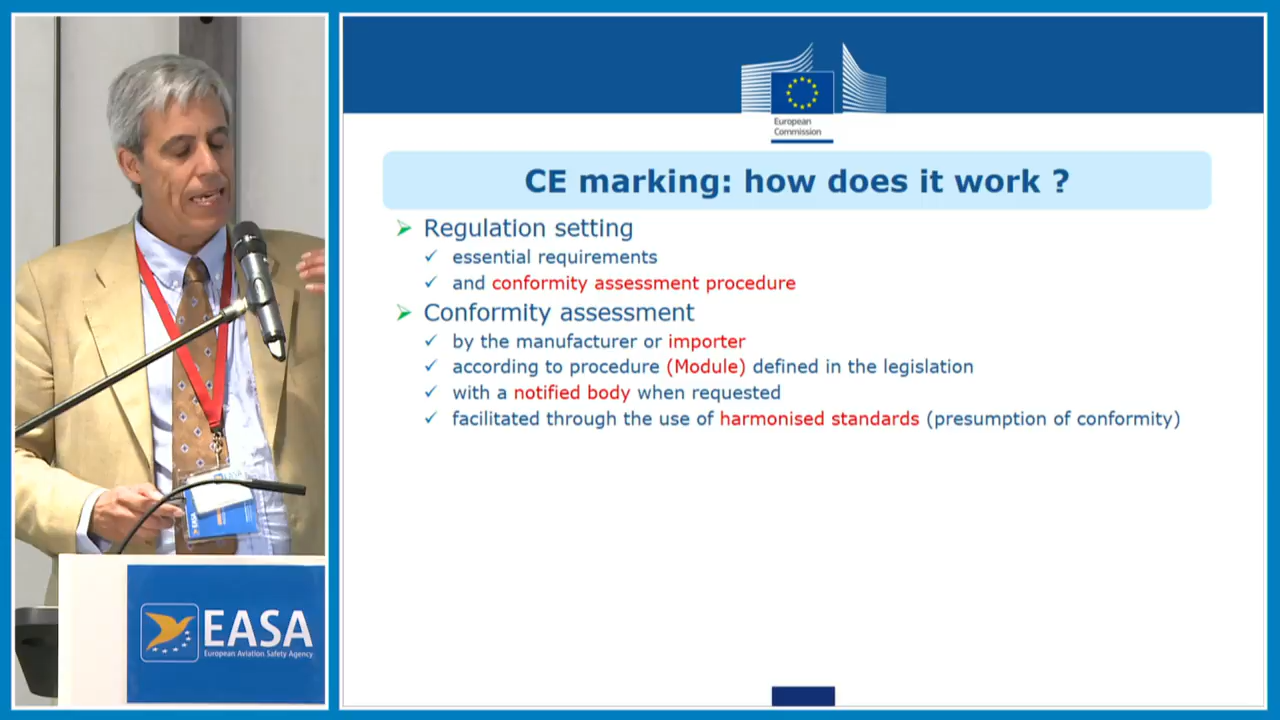 European
Commission
CE marking: how does it work ?
Regulation setting
essential requirements
and conformity assessment procedure
Conformity assessment
by the manufacturer or importer
according to procedure (Module) defined in the legislation
with a notified body when requested
facilitated through the use of harmonised standards (presumption of conformity)
EASA
EASA
European Aviation Safety Agency